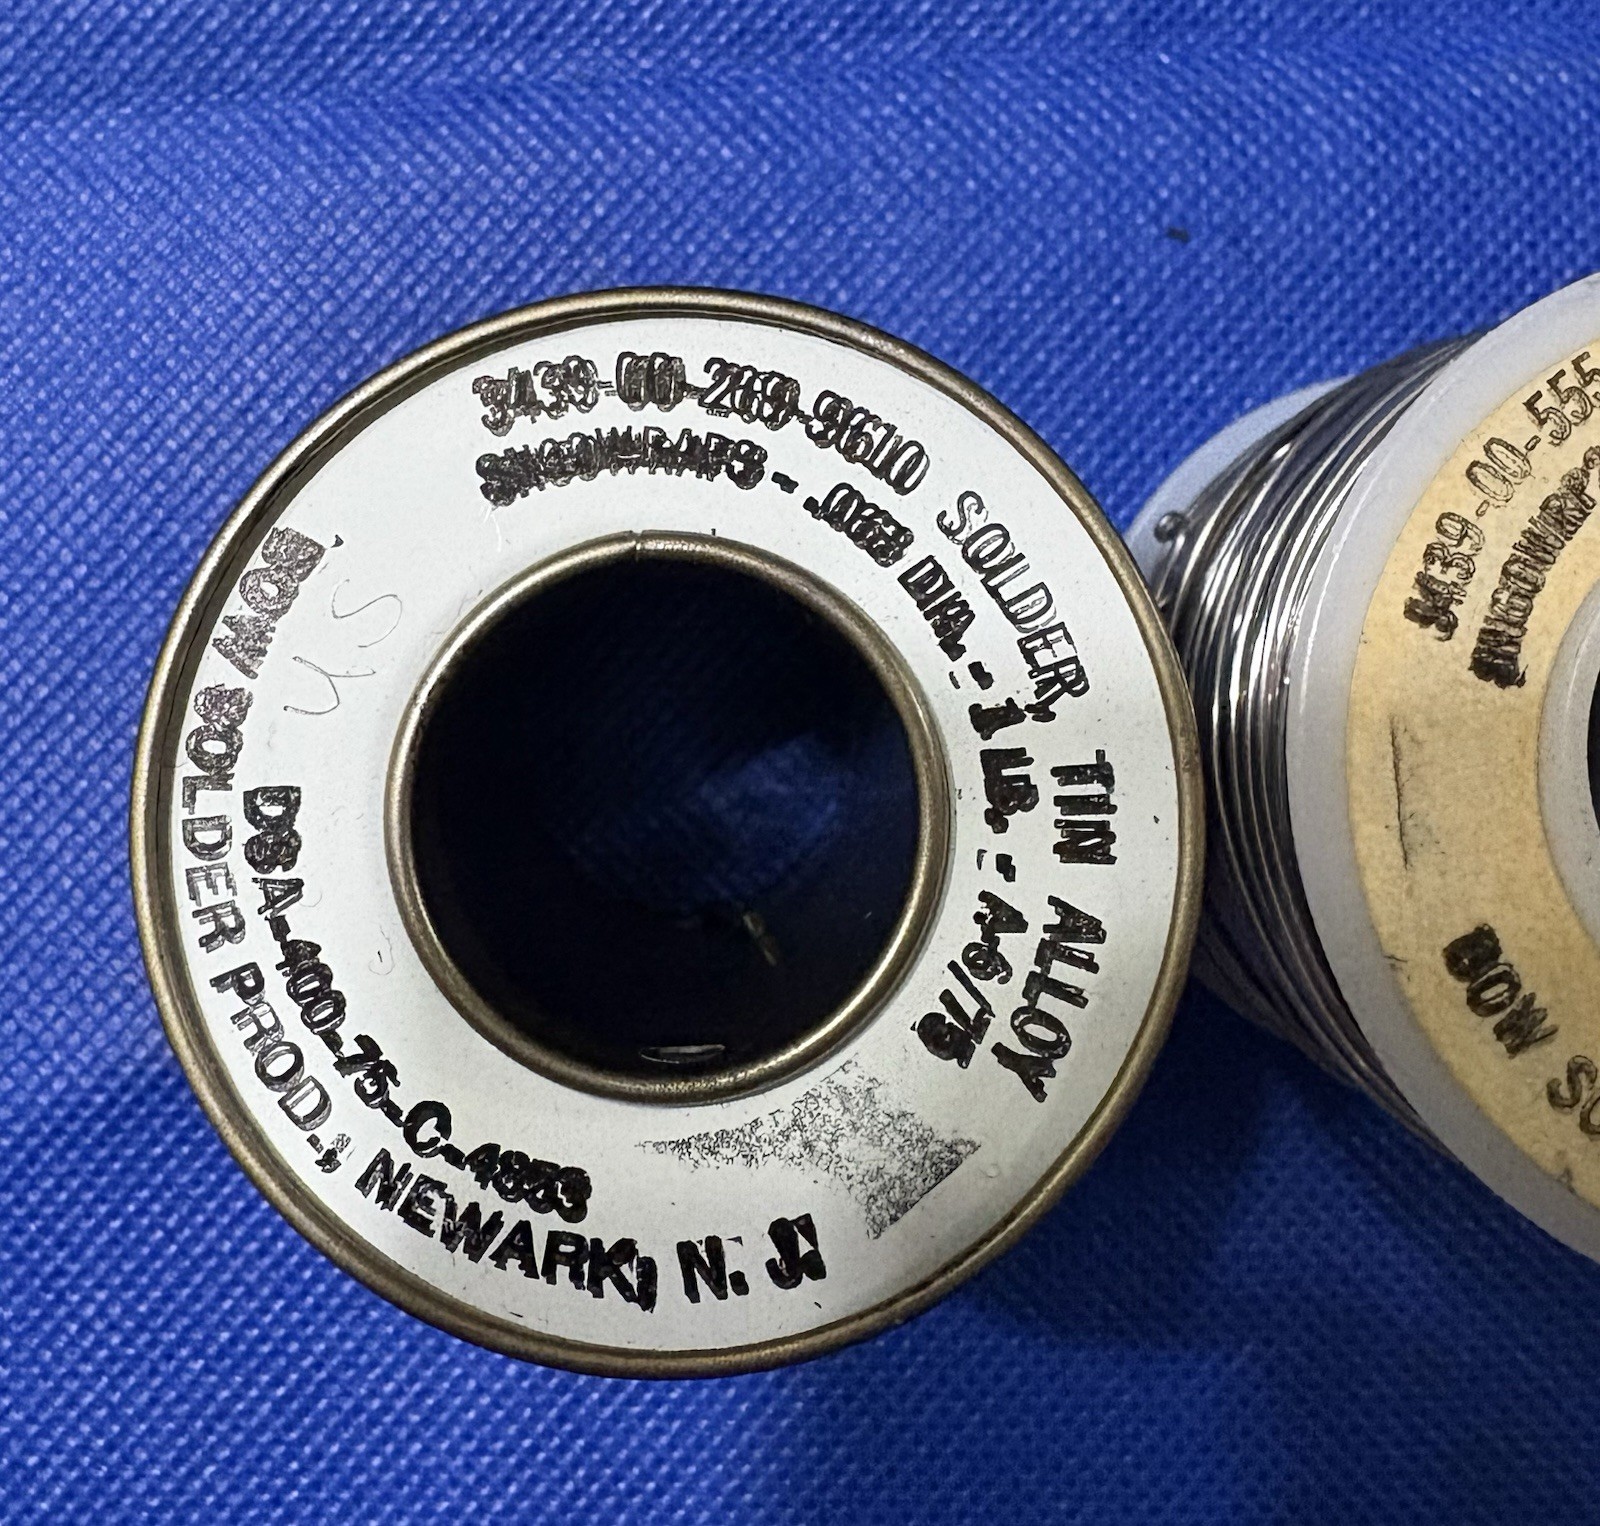 3439-00-269-9610 SOLDER, TIN ALLOY
DIA. - 1 LB. - A-6/75
DSA-400-75-C-4853
BOW SOLDER PROD., NEWARK, N. J.
US
3439-00-555
BOW